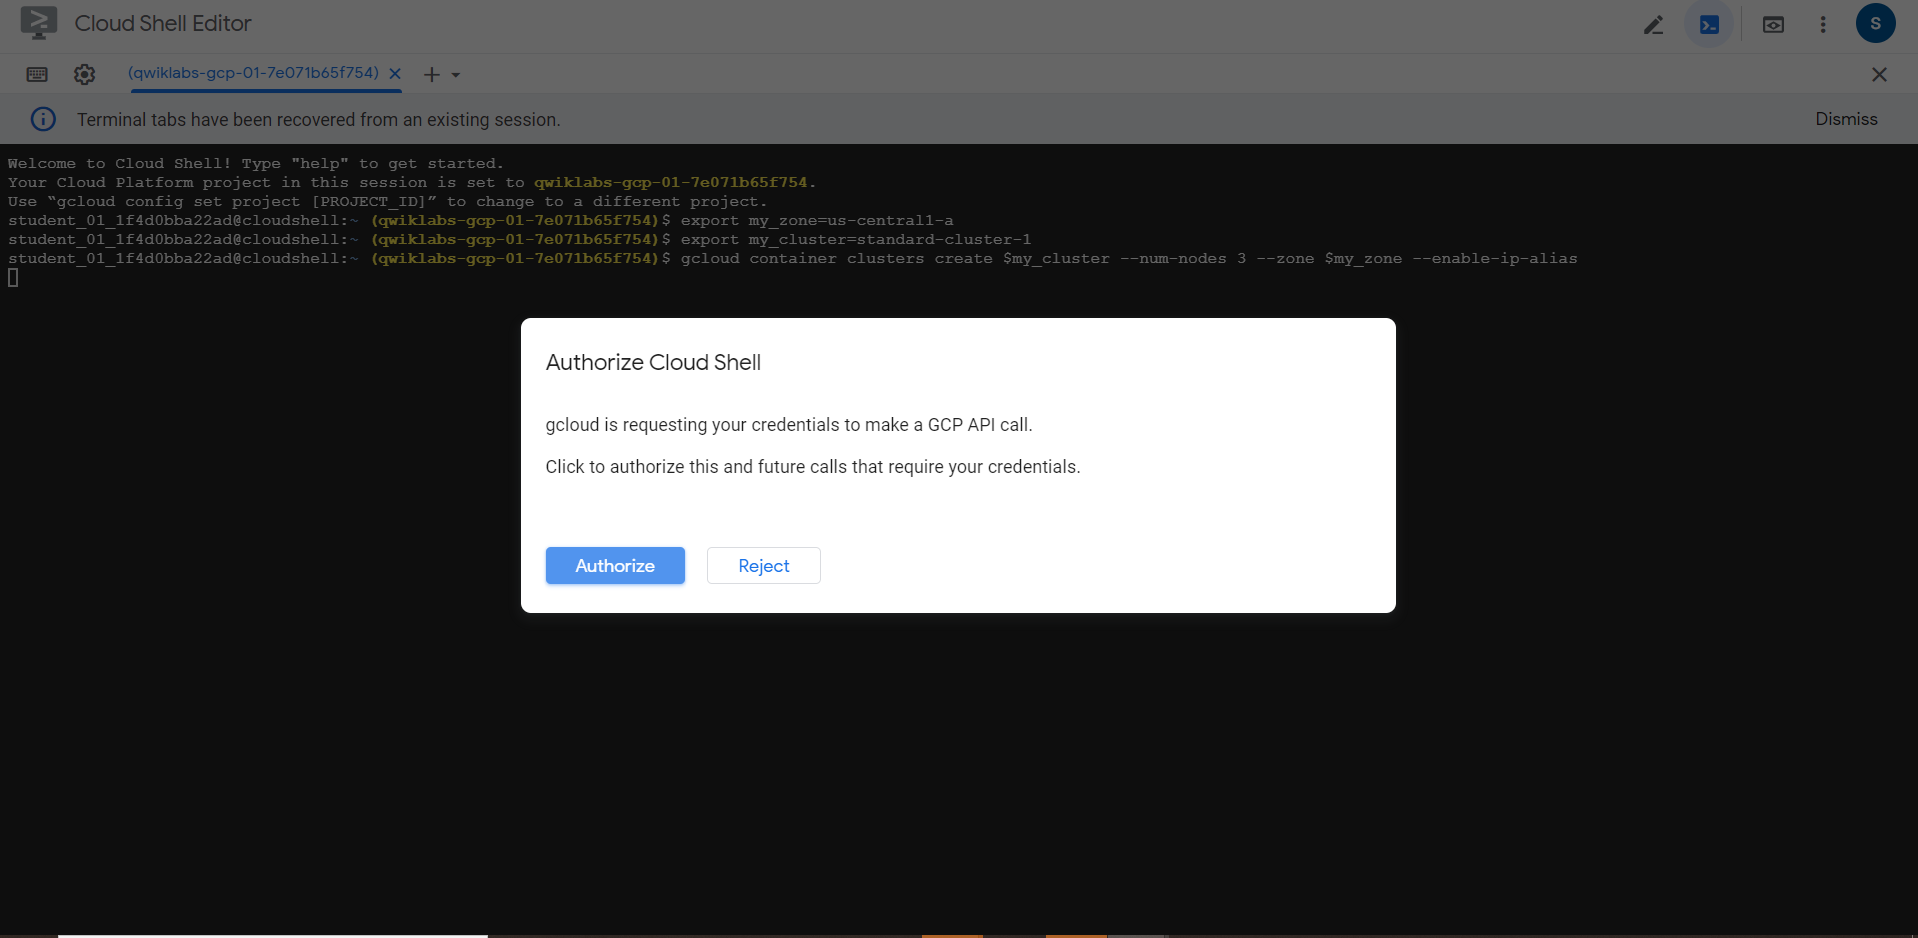 Cloud Shell Editor
S
(qwiklabs-gcp-01-7e071b65f754)
Terminal tabs have been recovered from an existing session.
Dismiss
Welcome to Cloud Shell! Type "help" to get started.
Your Cloud Platform project in this session is set to qwiklabs-gcp-01-7e071b65f754.
Use “gcloud config set project [PROJECT_ID]” to change to a different project.
student_01_1f4d0bba22ad@cloudshell:~ (qwiklabs-gcp-01-7e071b65f754)$ export my_zone=us-central1-a
student_01_1f4d0bba22ad@cloudshell:~ (qwiklabs-gcp-01-7e071b65f754)$ export my_cluster=standard-cluster-1
student_01_1f4d0bba22ad@cloudshell:~ (qwiklabs-gcp-01-7e071b65f754)$ gcloud container clusters create $my_cluster --num-nodes 3 --zone $my_zone --enable-ip-alias
Authorize Cloud Shell
gcloud is requesting your credentials to make a GCP API call.
Click to authorize this and future calls that require your credentials.
Authorize
Reject